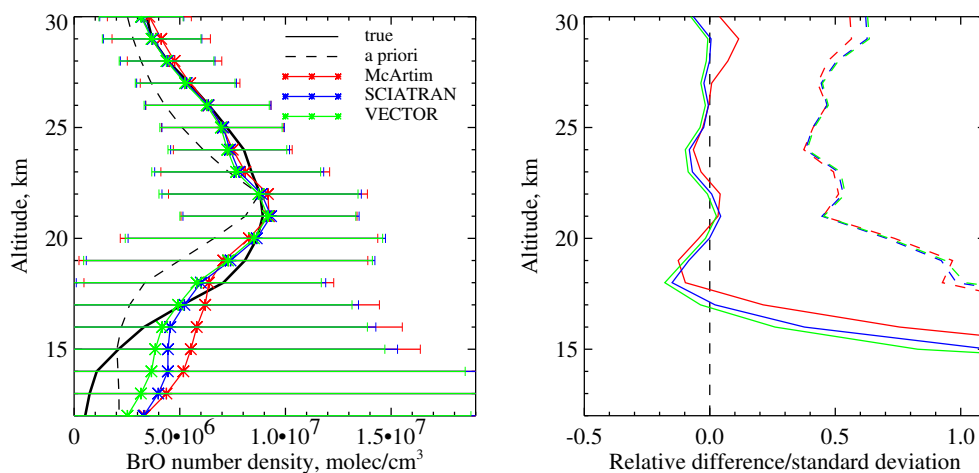 30
25
20
15
Altitude, km
0
5.0•10⁶
1.0•10⁷
1.5•10⁷
BrO number density, molec/cm³
true
a priori
McArtim
SCIATRAN
VECTOR
30
25
20
15
Altitude, km
-0.5
0.0
0.5
1.0
Relative difference/standard deviation